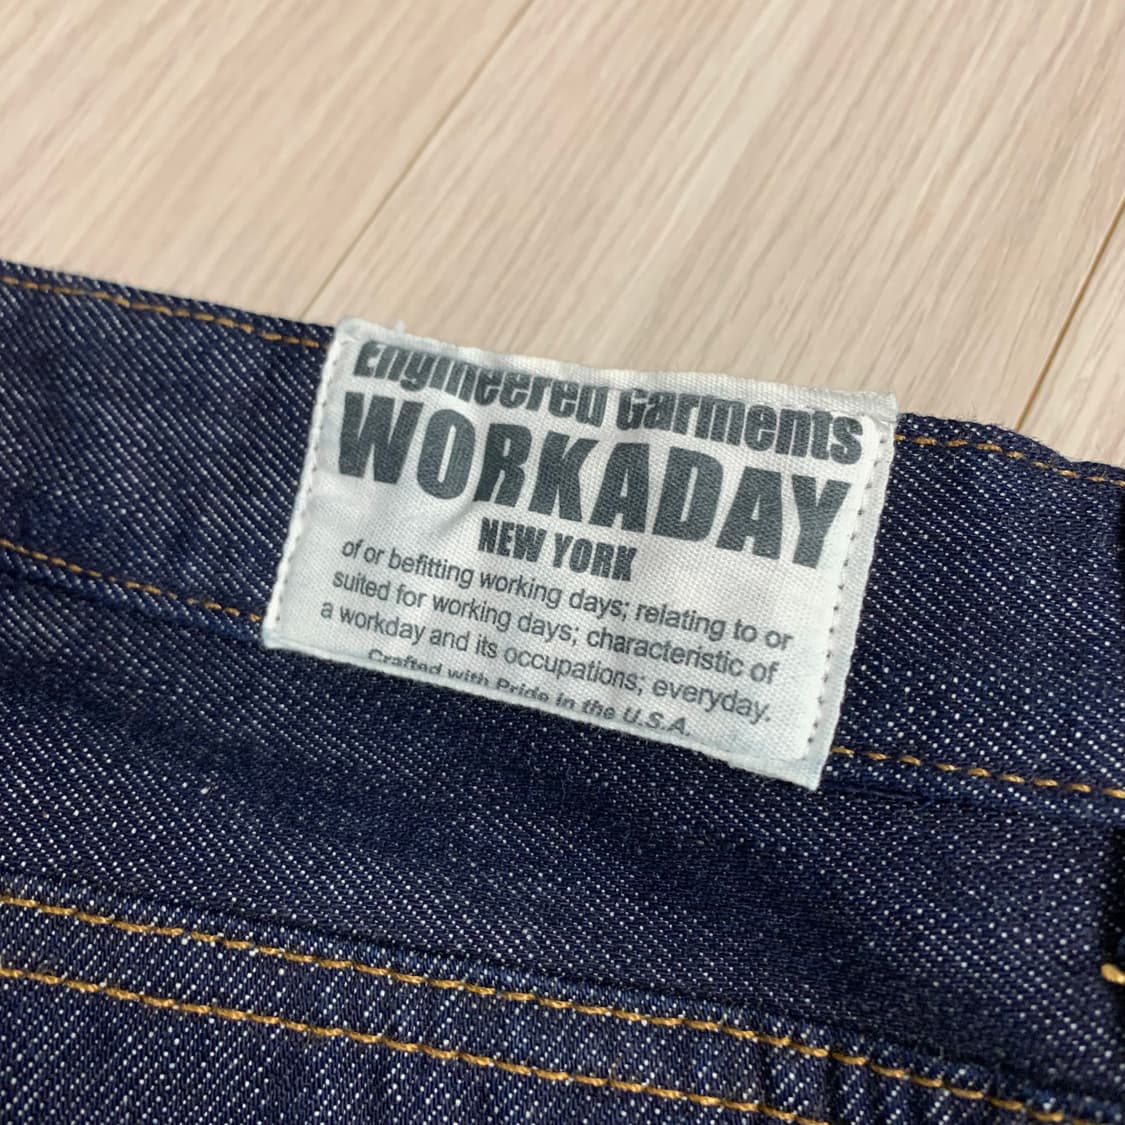 Engineered Garments
WORKADAY
NEW YORK
of or befitting working days; relating to or
suited for working days; characteristic of
a workday and its occupations; everyday.
Crafted with Pride in the U.S.A.